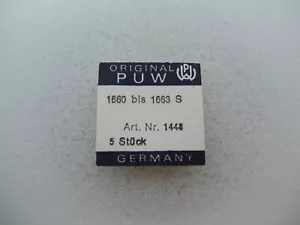 ORIGINAL
PUW
1660 bis 1663 S
Art. Nr. 1448
5 Stück
GERMANY